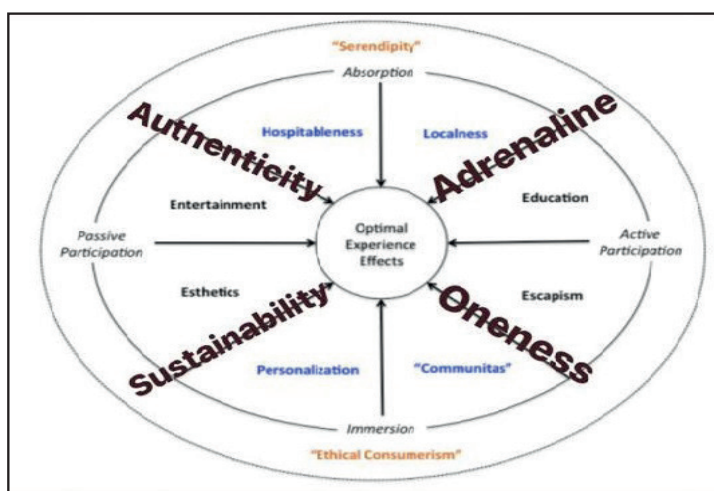 “Serendipity”
Absorption
Authenticity
Hospitableness
Localness
Adrenaline
Entertainment
Education
Passive
Participation
Optimal
Experience
Effects
Active
Participation
Esthetics
Escapism
Sustainability
Oneness
Personalization
“Communitas”
Immersion
“Ethical Consumerism”